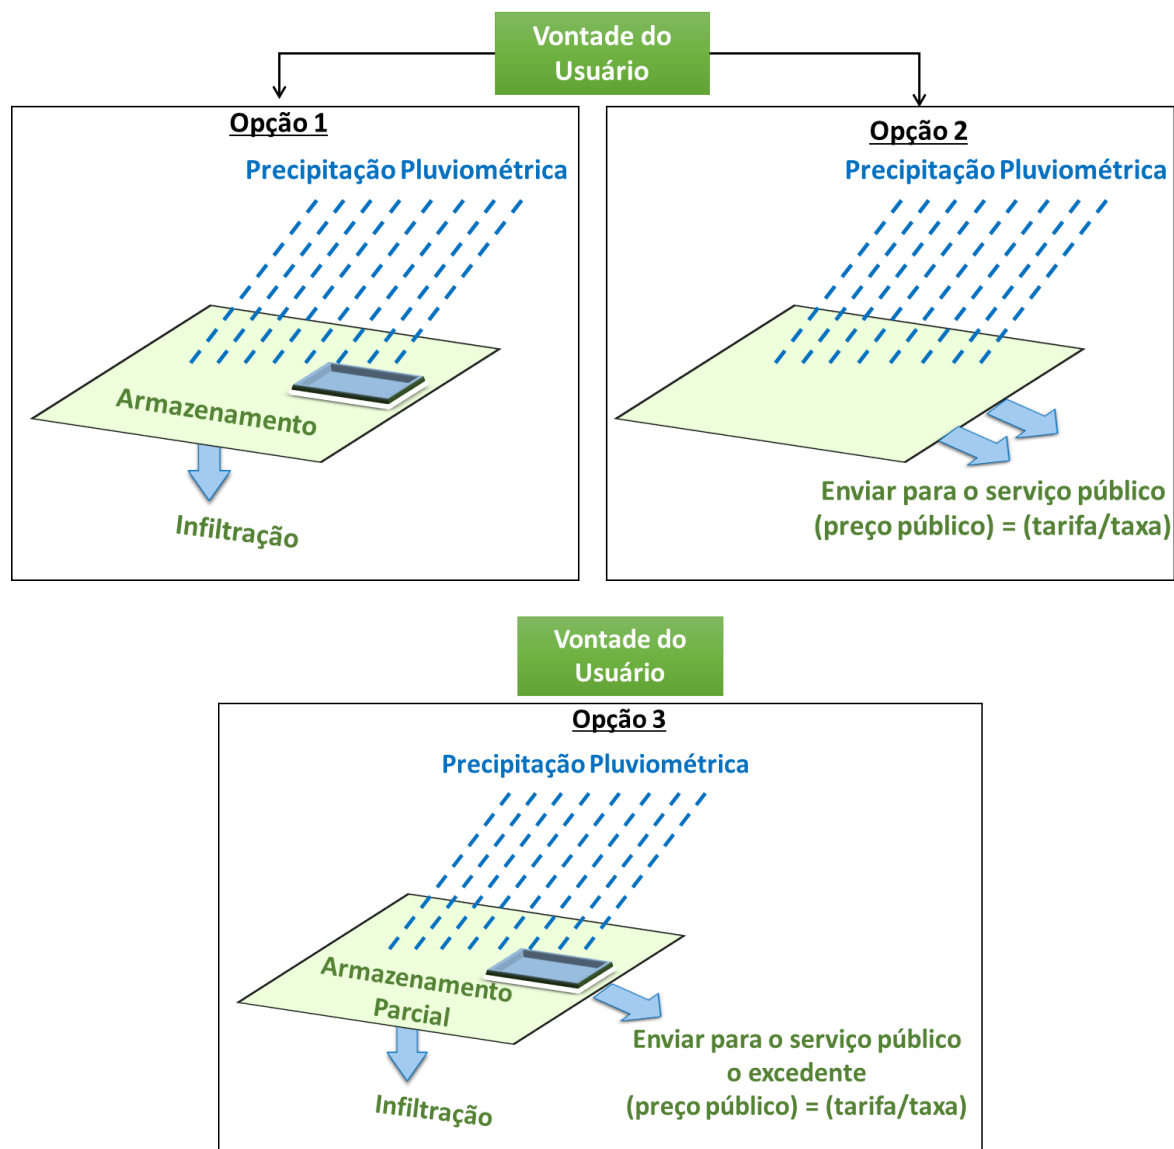 Vontade do
Usuário
Opção 1
Precipitação Pluviométrica
Armazenamento
Infiltração
Opção 2
Precipitação Pluviométrica
Enviar para o serviço público
(preço público) = (tarifa/taxa)
Vontade do
Usuário
Opção 3
Precipitação Pluviométrica
Armazenamento
Parcial
Infiltração
Enviar para o serviço público
o excedente
(preço público) = (tarifa/taxa)